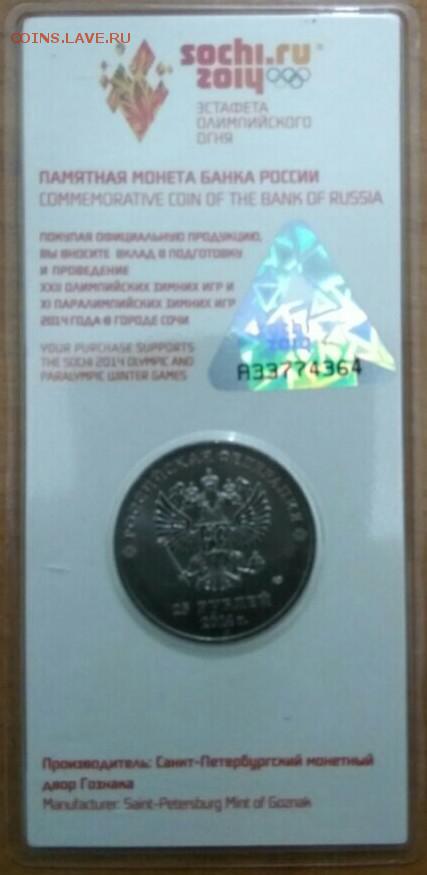 COINS.LAVE.RU
sochi.ru
2014
ЭСТАФЕТА
ОЛИМПИЙСКОГО
ОГНЯ
ПАМЯТНАЯ МОНЕТА БАНКА РОССИИ
COMMEMORATIVE COIN OF THE BANK OF RUSSIA
ПОКУПАЯ ОФИЦИАЛЬНУЮ ПРОДУКЦИЮ,
ВЫ ВНОСИТЕ ВКЛАД В ПОДГОТОВКУ
И ПРОВЕДЕНИЕ
XXII ОЛИМПИЙСКИХ ЗИМНИХ ИГР И
XI ПАРАЛИМПИЙСКИХ ЗИМНИХ ИГР
2014 ГОДА В ГОРОДЕ СОЧИ
YOUR PURCHASE SUPPORTS
THE SOCHI 2014 OLYMPIC AND
PARALYMPIC WINTER GAMES
A33774364
РОССИЙСКАЯ ФЕДЕРАЦИЯ
25 РУБЛЕЙ
2014 г.
Производитель: Санкт-Петербургский монетный
двор Гознака
Manufacturer: Saint-Petersburg Mint of Goznak